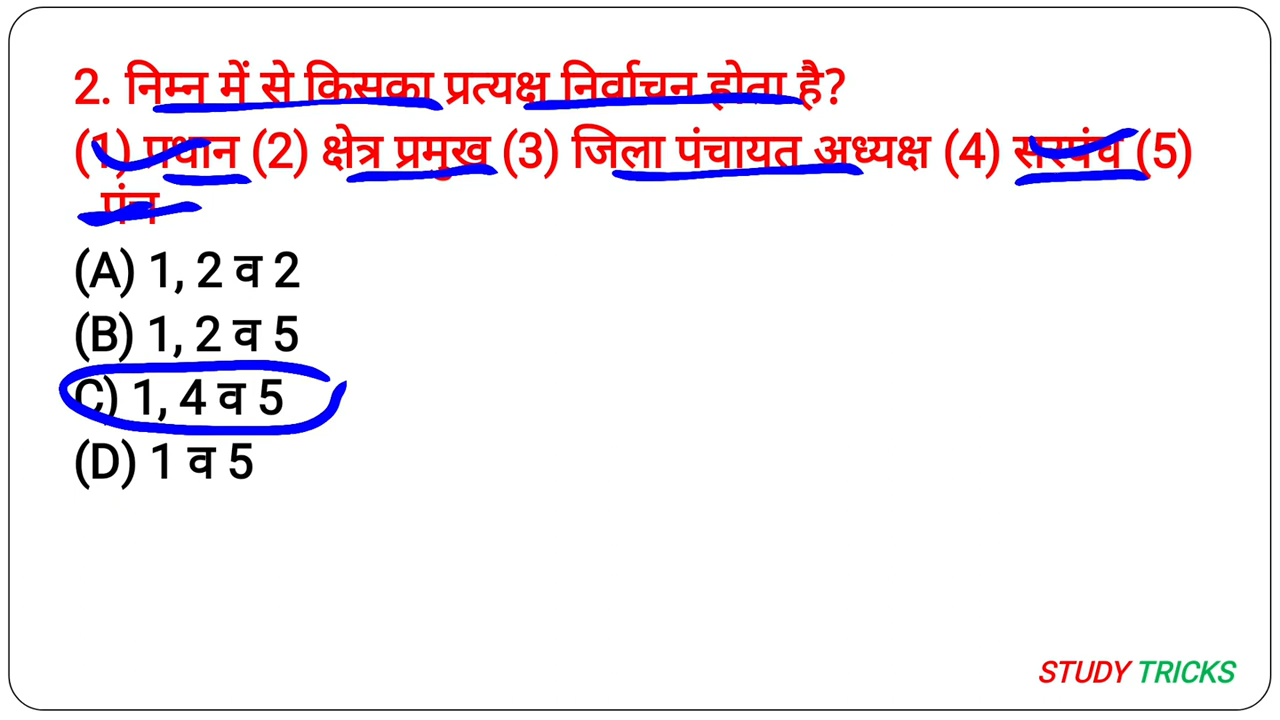 2. निम्न में से किसका प्रत्यक्ष निर्वाचन होता है?
(1) प्रधान (2) क्षेत्र प्रमुख (3) जिला पंचायत अध्यक्ष (4) सरपंच (5)
पंच
(A) 1, 2 व 2
(B) 1, 2 व 5
C) 1, 4 व 5
(D) 1 व 5
STUDY TRICKS